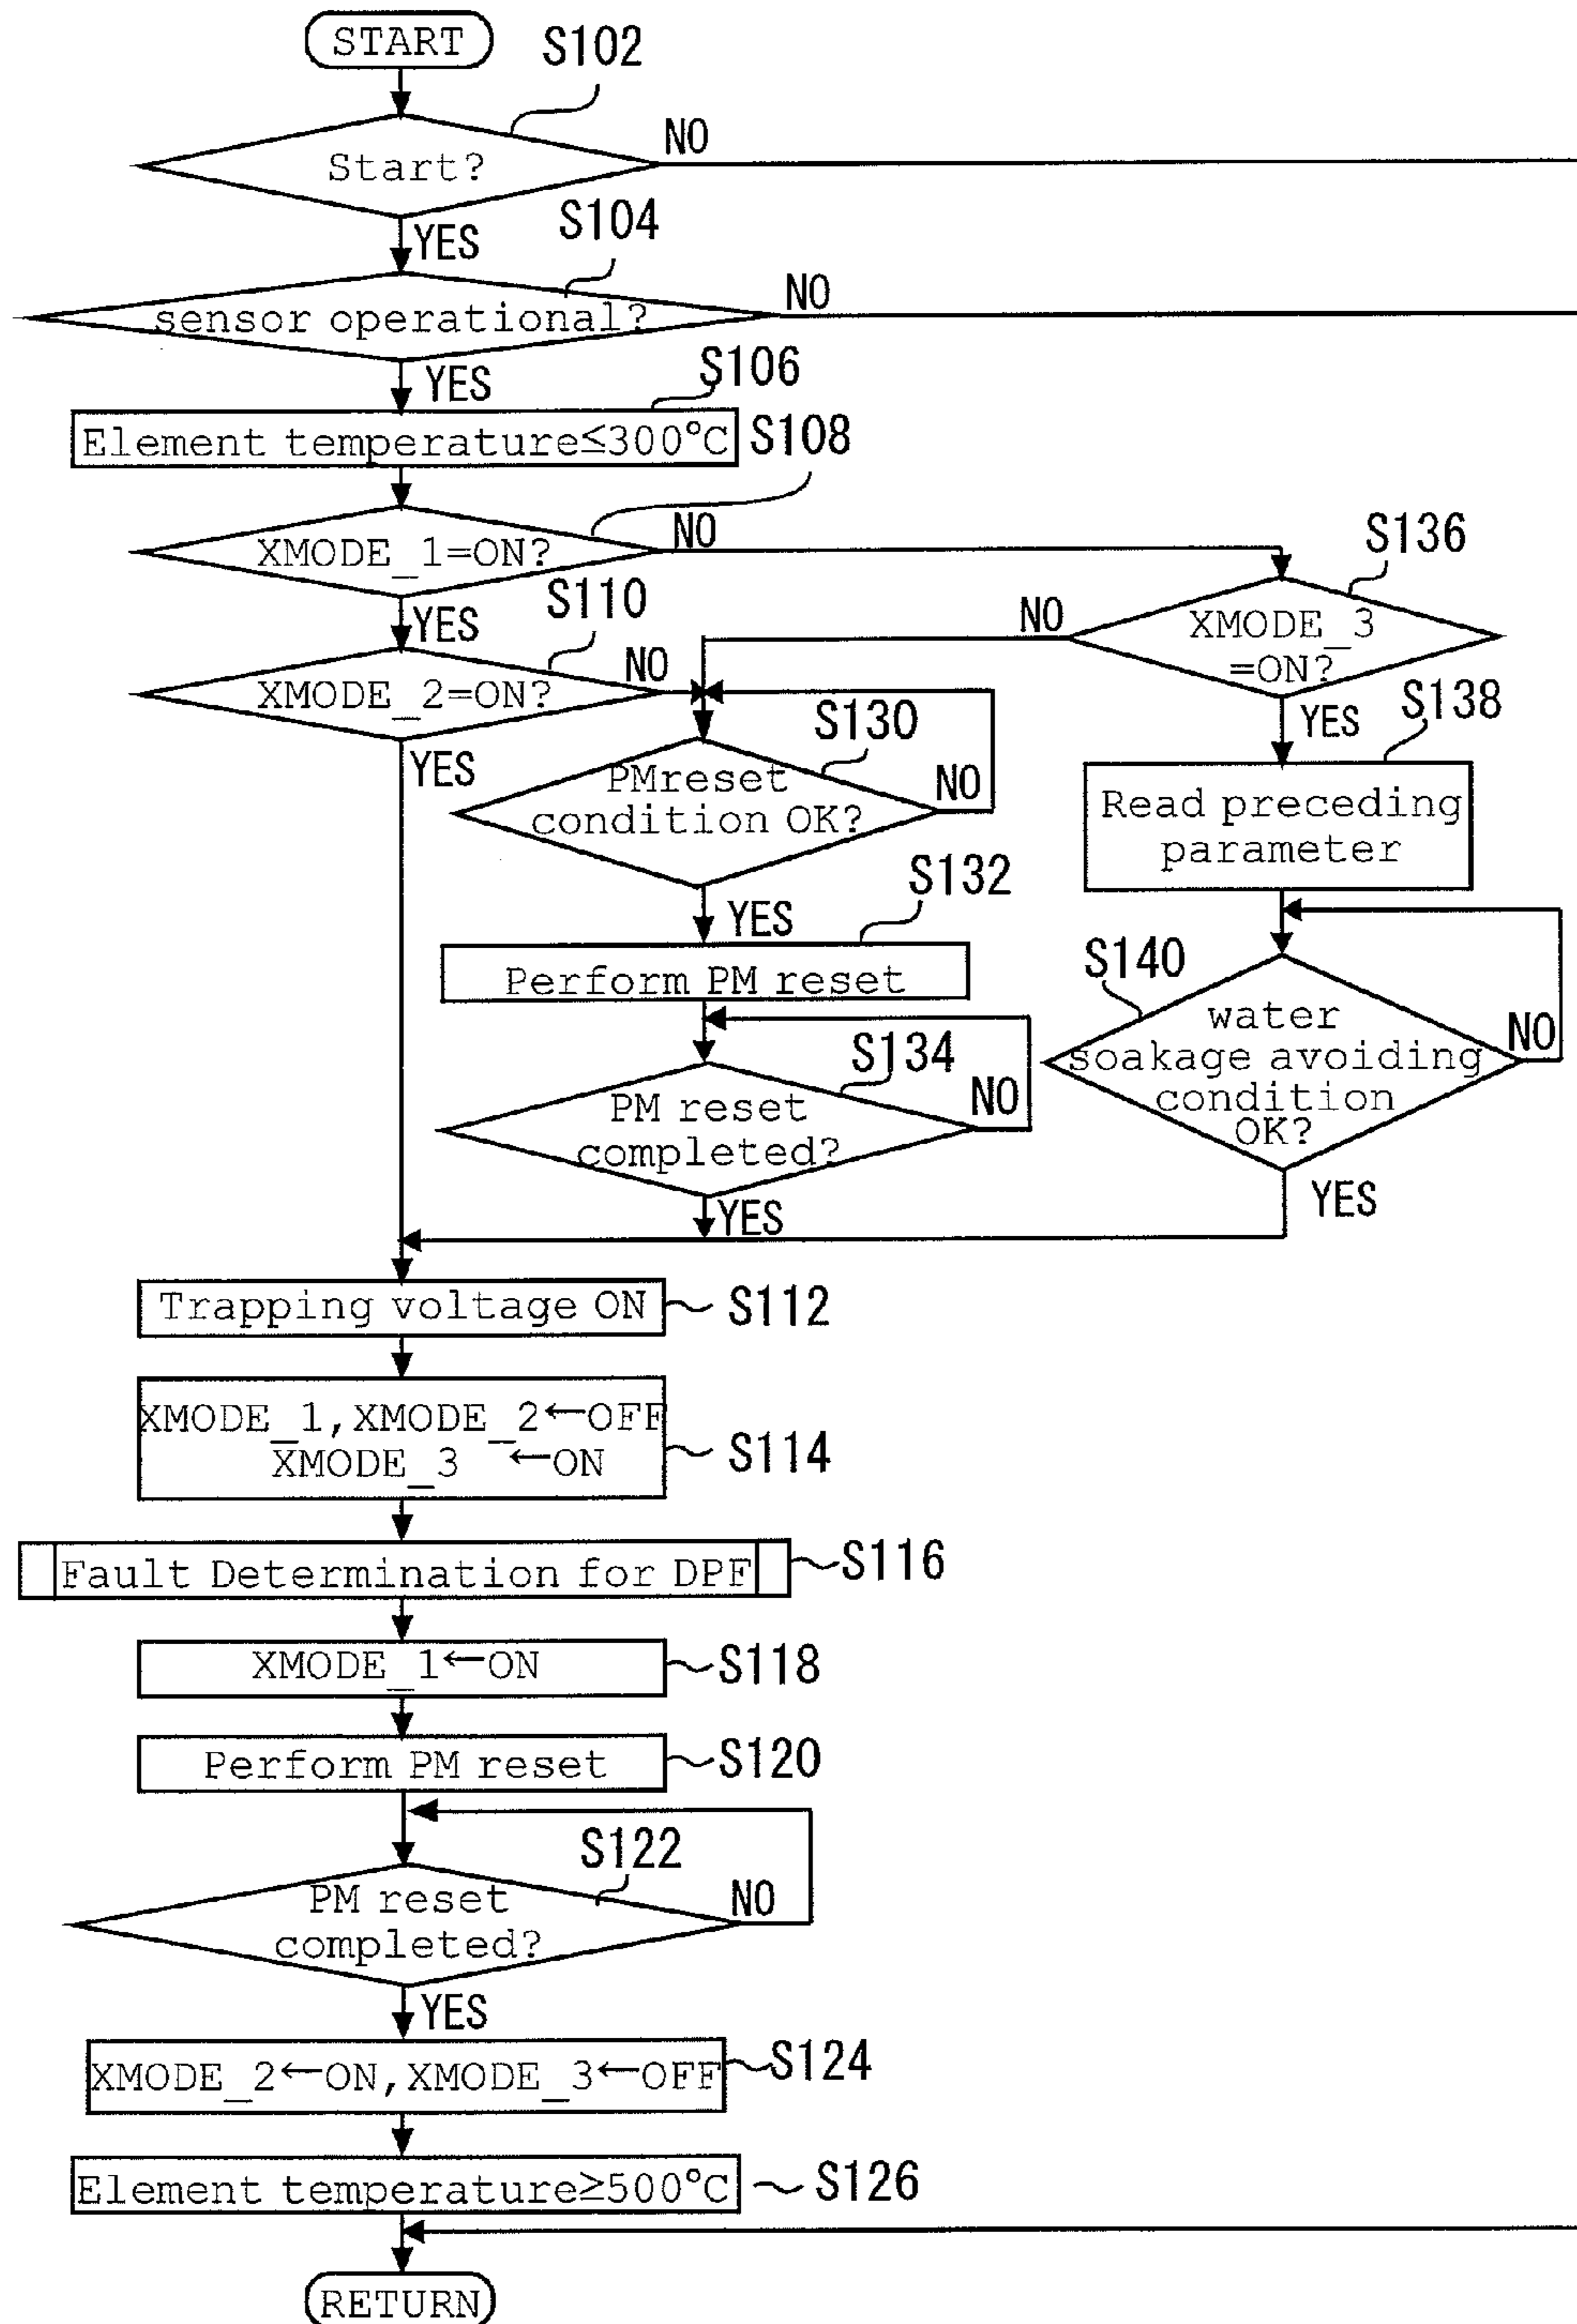 START
S102
Start?
NO
YES
S104
sensor operational?
NO
YES
S106
Element temperature≤300°C
S108
XMODE_1=ON?
NO
YES
S136
XMODE_3
=ON?
NO
YES
S110
XMODE_2=ON?
NO
YES
S130
PMreset
condition OK?
NO
YES
S138
Read preceding
parameter
S132
Perform PM reset
S140
water
soakage avoiding
condition
OK?
NO
YES
S134
PM reset
completed?
NO
YES
Trapping voltage ON
S112
XMODE_1,XMODE_2←OFF
XMODE_3 ←ON
S114
Fault Determination for DPF
S116
XMODE_1←ON
S118
Perform PM reset
S120
S122
PM reset
completed?
NO
YES
XMODE_2←ON,XMODE_3←OFF
S124
Element temperature≥500°C
S126
RETURN